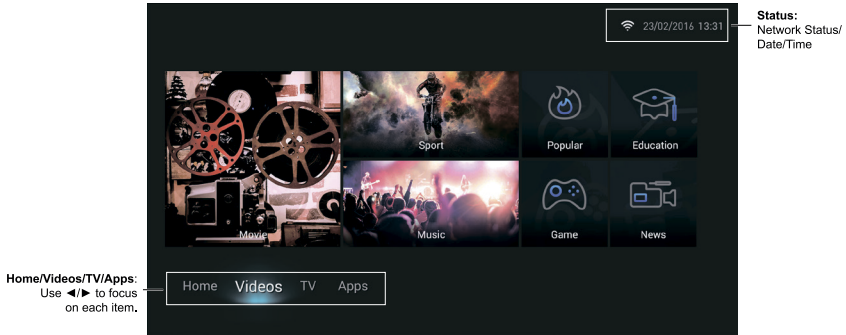 23/02/2016 13:31
Status:
Network Status/
Date/Time
Sport
Popular
Education
Movie
Music
Game
News
Home/Videos/TV/Apps:
Use ◄/► to focus
on each item.
Home Videos TV Apps